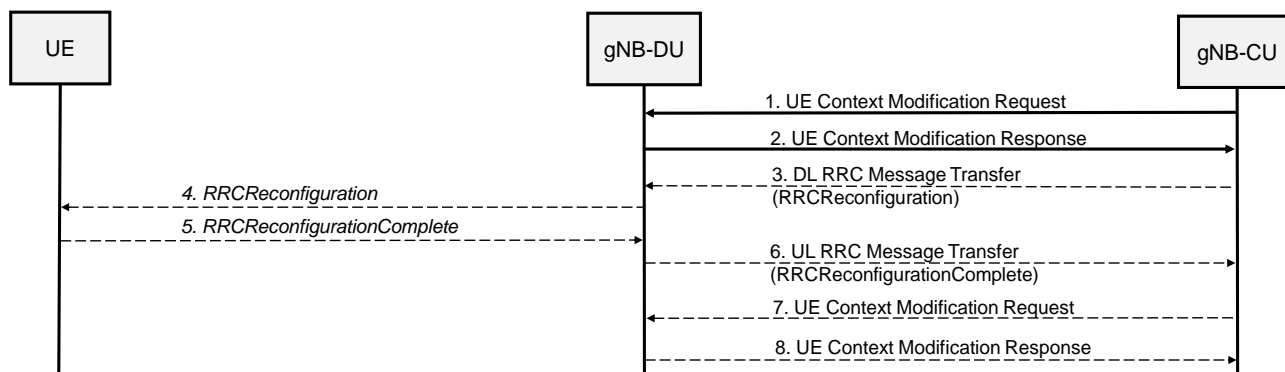 UE
gNB-DU
gNB-CU
1. UE Context Modification Request
2. UE Context Modification Response
3. DL RRC Message Transfer
(RRCReconfiguration)
4. RRCReconfiguration
5. RRCReconfigurationComplete
6. UL RRC Message Transfer
(RRCReconfigurationComplete)
7. UE Context Modification Request
8. UE Context Modification Response